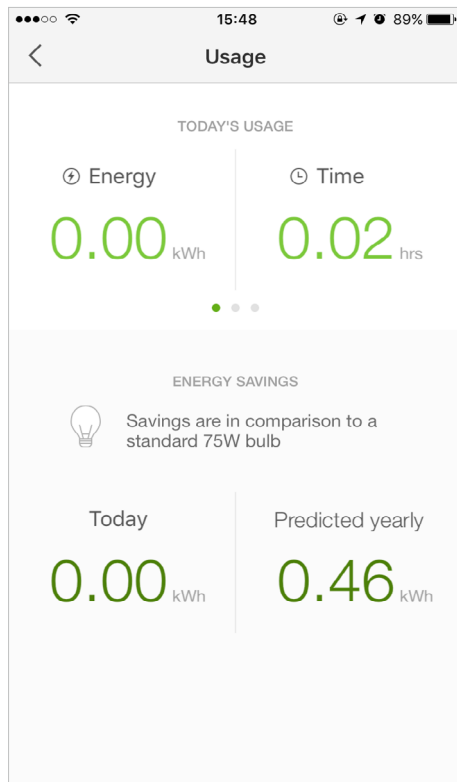 15:48 89%
Usage
TODAY'S USAGE
Energy Time
0.00 kWh 0.02 hrs
ENERGY SAVINGS
Savings are in comparison to a
standard 75W bulb
Today Predicted yearly
0.00 kWh 0.46 kWh